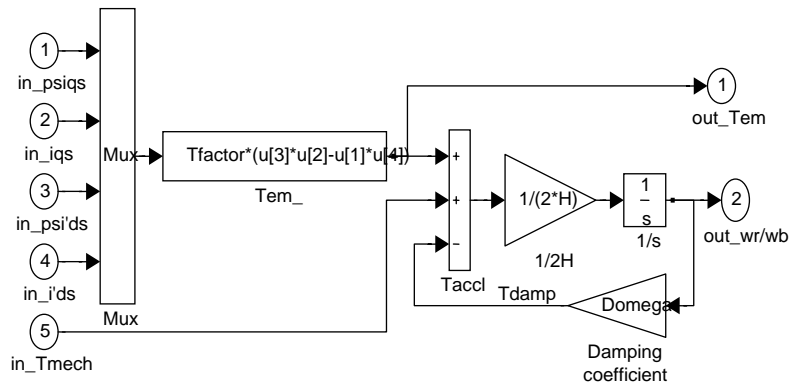 1
in_psiqs
2
in_iqs
3
in_psi'ds
4
in_i'ds
5
in_Tmech
Mux
Mux
Tfactor*(u[3]*u[2]-u[1]*u[4])
Tem_
+
+
−
Taccl
1/(2*H)
1/2H
1
s
1/s
1
out_Tem
2
out_wr/wb
Tdamp
Domega
Damping
coefficient